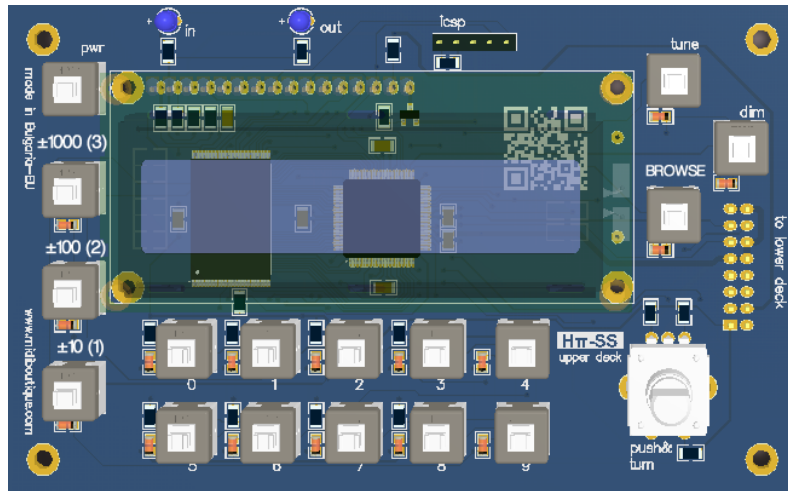 in
out
icsp
pwr
tune
made in Bulgaria-EU
dim
±1000 (3)
BROWSE
±100 (2)
to lower deck
www.midiboutique.com
±10 (1)
Hπ-SS
upper deck
0
1
2
3
4
5
6
7
8
9
push&
turn